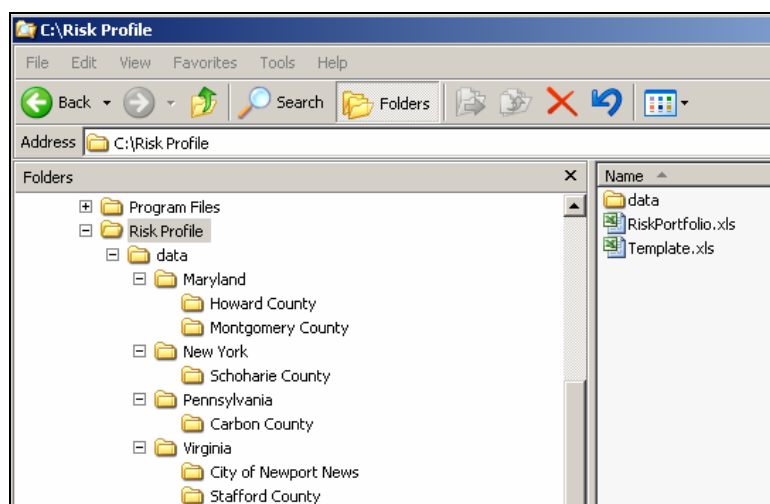 C:\Risk Profile
File Edit View Favorites Tools Help
Back Search Folders
Address C:\Risk Profile
Folders
Program Files
Risk Profile
data
Maryland
Howard County
Montgomery County
New York
Schoharie County
Pennsylvania
Carbon County
Virginia
City of Newport News
Stafford County
Name
data
RiskPortfolio.xls
Template.xls